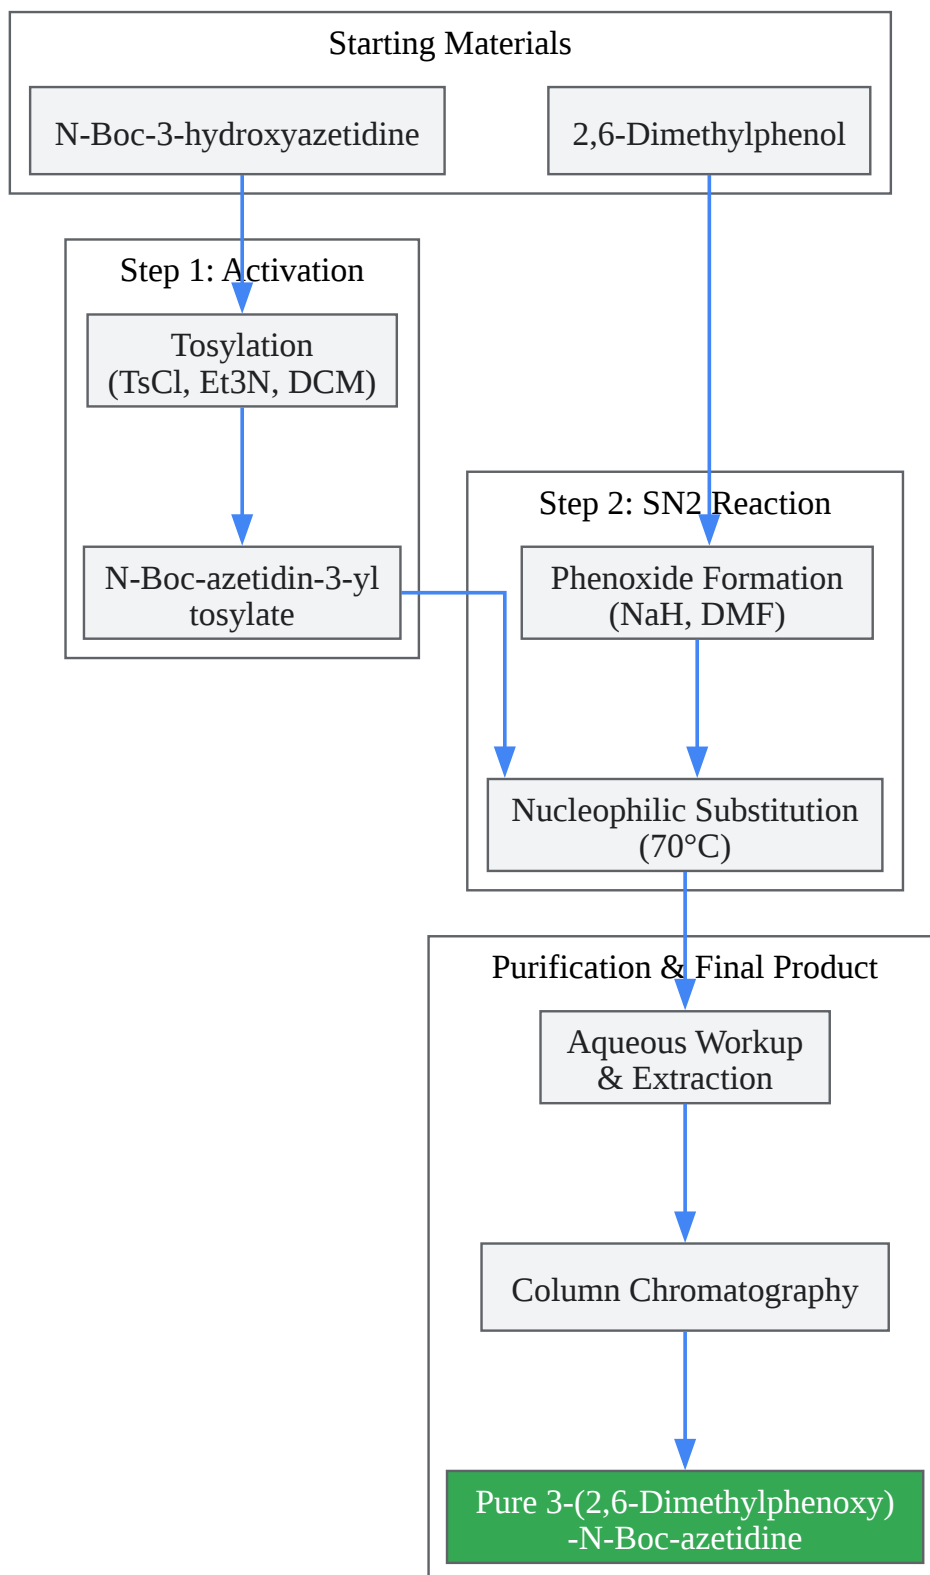 Starting Materials
N-Boc-3-hydroxyazetidine
2,6-Dimethylphenol
Step 1: Activation
Tosylation
(TsCl, Et3N, DCM)
N-Boc-azetidin-3-yl
tosylate
Step 2: SN2 Reaction
Phenoxide Formation
(NaH, DMF)
Nucleophilic Substitution
(70°C)
Purification & Final Product
Aqueous Workup
& Extraction
Column Chromatography
Pure 3-(2,6-Dimethylphenoxy)
-N-Boc-azetidine